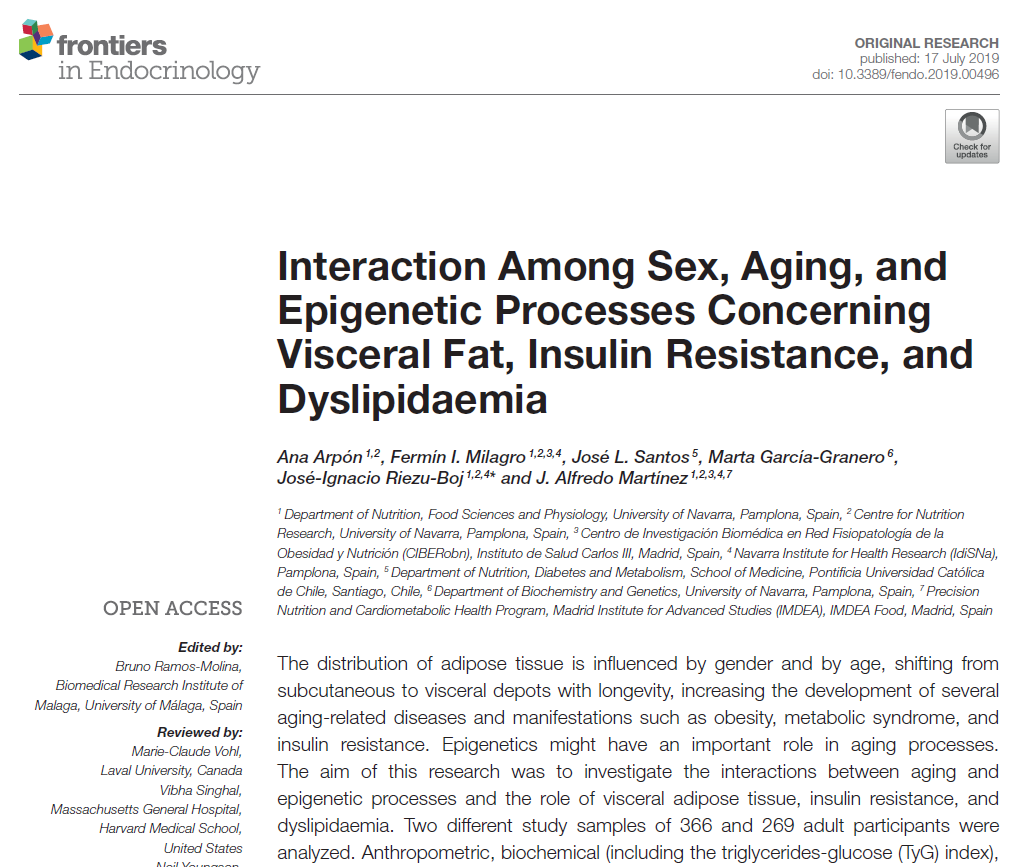 frontiers
in Endocrinology
ORIGINAL RESEARCH
published: 17 July 2019
doi: 10.3389/fendo.2019.00496
Check for
updates
Interaction Among Sex, Aging, and
Epigenetic Processes Concerning
Visceral Fat, Insulin Resistance, and
Dyslipidaemia
Ana Arpón 1,2, Fermín I. Milagro 1,2,3,4, José L. Santos 5, Marta García-Granero 6,
José-Ignacio Riezu-Boj 1,2,4* and J. Alfredo Martínez 1,2,3,4,7
1 Department of Nutrition, Food Sciences and Physiology, University of Navarra, Pamplona, Spain, 2 Centre for Nutrition
Research, University of Navarra, Pamplona, Spain, 3 Centro de Investigación Biomédica en Red Fisiopatología de la
Obesidad y Nutrición (CIBERobn), Instituto de Salud Carlos III, Madrid, Spain, 4 Navarra Institute for Health Research (IdiSNa),
Pamplona, Spain, 5 Department of Nutrition, Diabetes and Metabolism, School of Medicine, Pontificia Universidad Católica
de Chile, Santiago, Chile, 6 Department of Biochemistry and Genetics, University of Navarra, Pamplona, Spain, 7 Precision
Nutrition and Cardiometabolic Health Program, Madrid Institute for Advanced Studies (IMDEA), IMDEA Food, Madrid, Spain
OPEN ACCESS
Edited by:
Bruno Ramos-Molina,
Biomedical Research Institute of
Malaga, University of Málaga, Spain
Reviewed by:
Marie-Claude Vohl,
Laval University, Canada
Vibha Singhal,
Massachusetts General Hospital,
Harvard Medical School,
United States
Neil Youngson,
The distribution of adipose tissue is influenced by gender and by age, shifting from
subcutaneous to visceral depots with longevity, increasing the development of several
aging-related diseases and manifestations such as obesity, metabolic syndrome, and
insulin resistance. Epigenetics might have an important role in aging processes.
The aim of this research was to investigate the interactions between aging and
epigenetic processes and the role of visceral adipose tissue, insulin resistance, and
dyslipidaemia. Two different study samples of 366 and 269 adult participants were
analyzed. Anthropometric, biochemical (including the triglycerides-glucose (TyG) index),